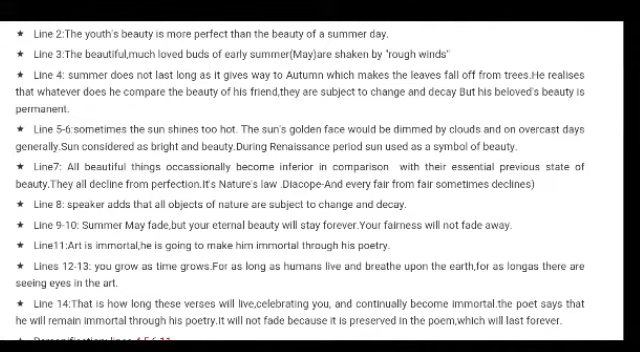 ★ Line 2:The youth's beauty is more perfect than the beauty of a summer day.
★ Line 3:The beautiful,much loved buds of early summer(May)are shaken by "rough winds"
★ Line 4: summer does not last long as it gives way to Autumn which makes the leaves fall off from trees.He realises
that whatever does he compare the beauty of his friend,they are subject to change and decay But his beloved's beauty is
permanent.
★ Line 5-6:sometimes the sun shines too hot. The sun's golden face would be dimmed by clouds and on overcast days
generally.Sun considered as bright and beauty.During Renaissance period sun used as a symbol of beauty.
★ Line7: All beautiful things occassionally become inferior in comparison with their essential previous state of
beauty.They all decline from perfection.It's Nature's law .Diacope-And every fair from fair sometimes declines)
★ Line 8: speaker adds that all objects of nature are subject to change and decay.
★ Line 9-10: Summer May fade,but your eternal beauty will stay forever.Your fairness will not fade away.
★ Line11:Art is immortal,he is going to make him immortal through his poetry.
★ Lines 12-13: you grow as time grows.For as long as humans live and breathe upon the earth,for as longas there are
seeing eyes in the art.
★ Line 14:That is how long these verses will live,celebrating you, and continually become immortal.the poet says that
he will remain immortal through his poetry.It will not fade because it is preserved in the poem,which will last forever.